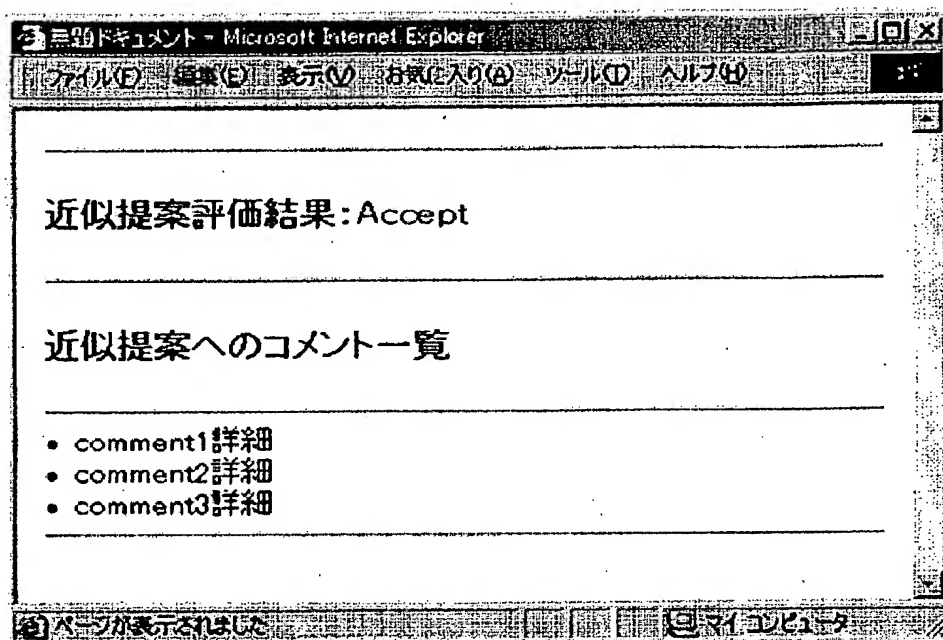 無題ドキュメント - Microsoft Internet Explorer
ファイル(F) 編集(E) 表示(V) お気に入り(A) ツール(T) ヘルプ(H)
近似提案評価結果:Accept
近似提案へのコメント一覧
• comment1詳細
• comment2詳細
• comment3詳細
ページが表示されました
マイ コンピュータ